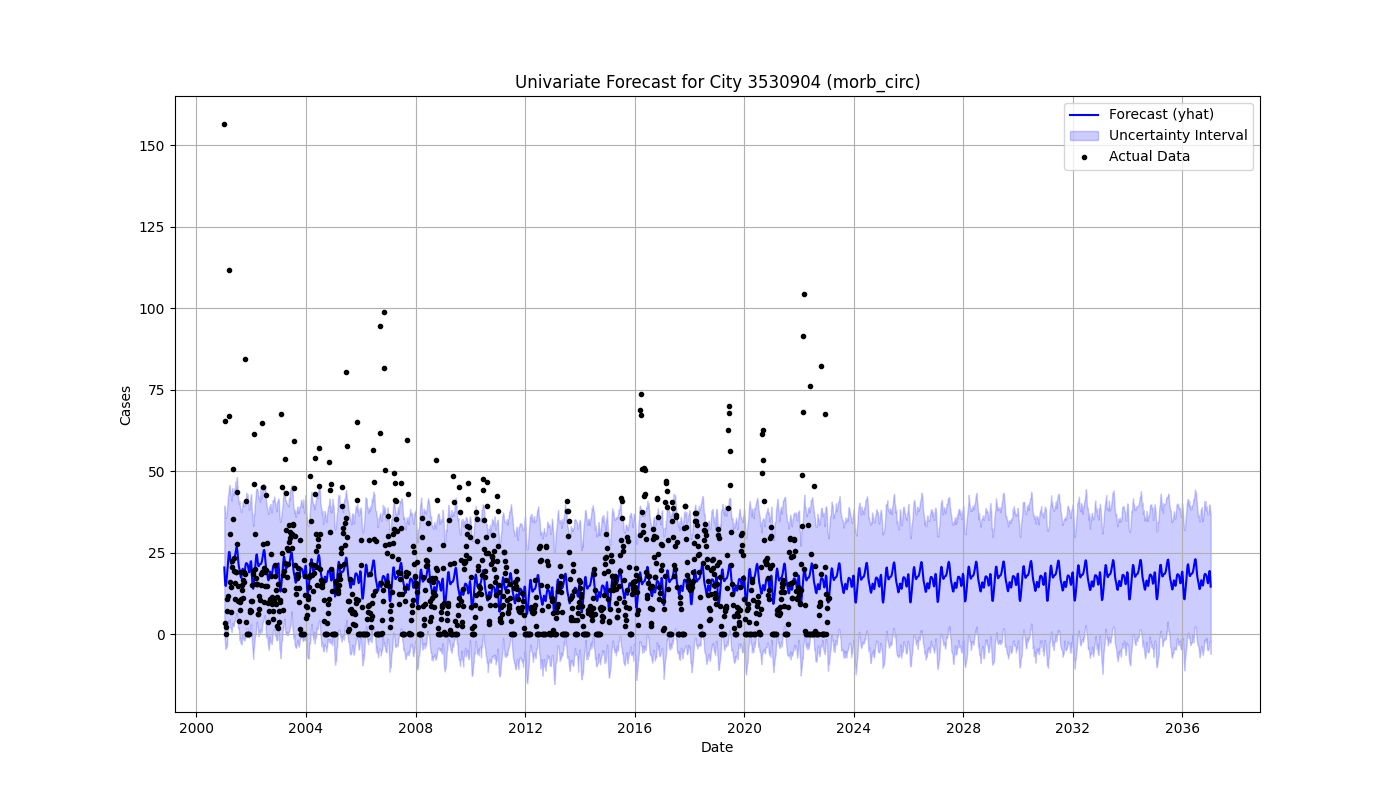 Univariate Forecast for City 3530904 (morb_circ)
Forecast (yhat)
Uncertainty Interval
Actual Data
150
125
100
75
50
25
0
Cases
2000
2004
2008
2012
2016
2020
2024
2028
2032
2036
Date